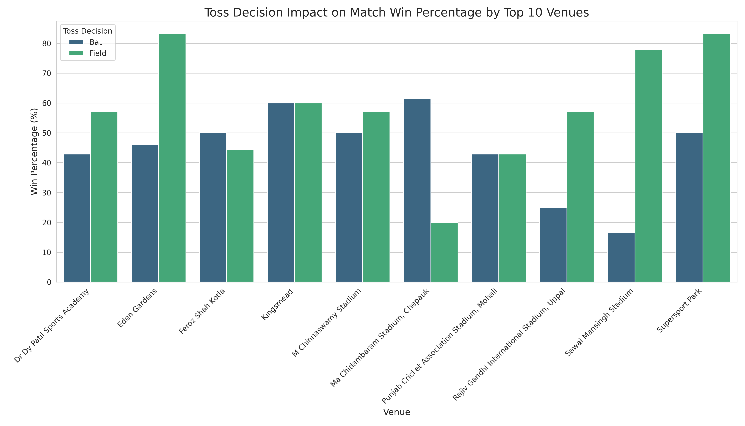 Toss Decision Impact on Match Win Percentage by Top 10 Venues
Toss Decision
Bat
Field
Win Percentage (%)
80
70
60
50
40
30
20
10
0
Dr Dy Patil Sports Academy
Eden Gardens
Feroz Shah Kotla
Kingsmead
M Chinnaswamy Stadium
Ma Chidambaram Stadium, Chepauk
Punjab Cricket Association Stadium, Mohali
Rajiv Gandhi International Stadium, Uppal
Sawai Mansingh Stadium
Supersport Park
Venue